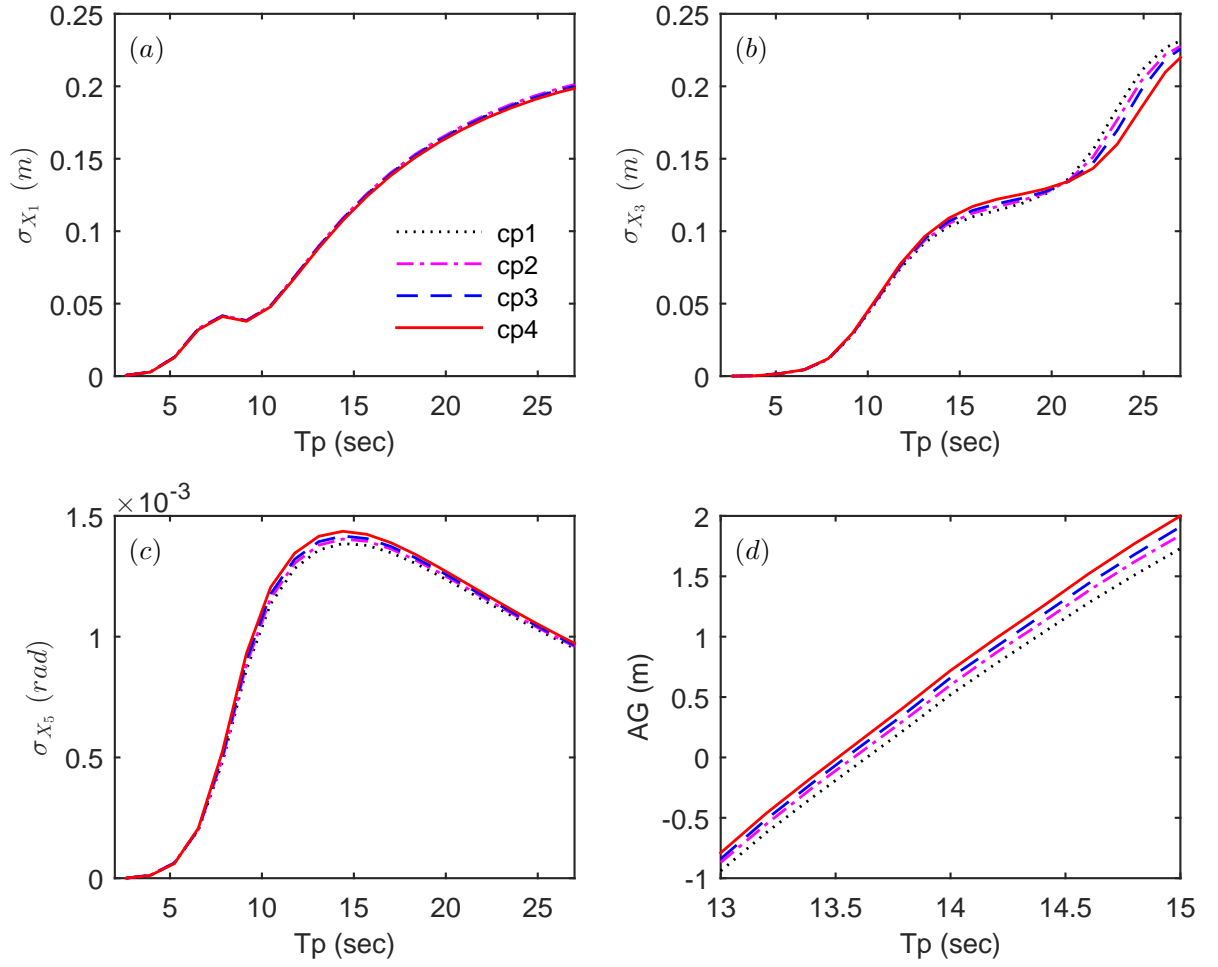 0.25
0.2
0.15
0.1
0.05
0
(a)
σX1 (m)
cp1
cp2
cp3
cp4
5 10 15 20 25
Tp (sec)
0.25
0.2
0.15
0.1
0.05
0
(b)
σX3 (m)
5 10 15 20 25
Tp (sec)
×10-3
1.5
1
0.5
0
(c)
σX5 (rad)
5 10 15 20 25
Tp (sec)
2
1.5
1
0.5
0
-0.5
-1
(d)
AG (m)
13 13.5 14 14.5 15
Tp (sec)